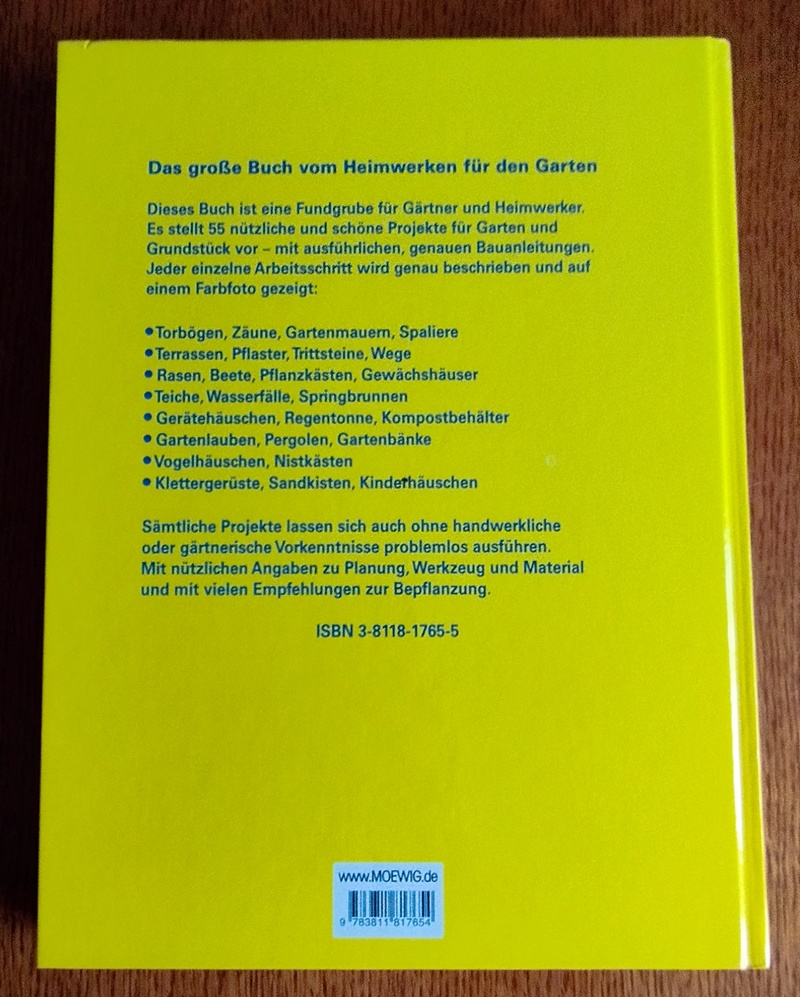 Das große Buch vom Heimwerken für den Garten
Dieses Buch ist eine Fundgrube für Gärtner und Heimwerker.
Es stellt 55 nützliche und schöne Projekte für Garten und
Grundstück vor – mit ausführlichen, genauen Bauanleitungen.
Jeder einzelne Arbeitsschritt wird genau beschrieben und auf
einem Farbfoto gezeigt:
• Torbögen, Zäune, Gartenmauern, Spaliere
• Terrassen, Pflaster, Trittsteine, Wege
• Rasen, Beete, Pflanzkästen, Gewächshäuser
• Teiche, Wasserfälle, Springbrunnen
• Gerätehäuschen, Regentonne, Kompostbehälter
• Gartenlauben, Pergolen, Gartenbänke
• Vogelhäuschen, Nistkästen
• Klettergerüste, Sandkisten, Kinderhäuschen
Sämtliche Projekte lassen sich auch ohne handwerkliche
oder gärtnerische Vorkenntnisse problemlos ausführen.
Mit nützlichen Angaben zu Planung, Werkzeug und Material
und mit vielen Empfehlungen zur Bepflanzung.
ISBN 3-8118-1765-5
www.MOEWIG.de
9 783811 817654